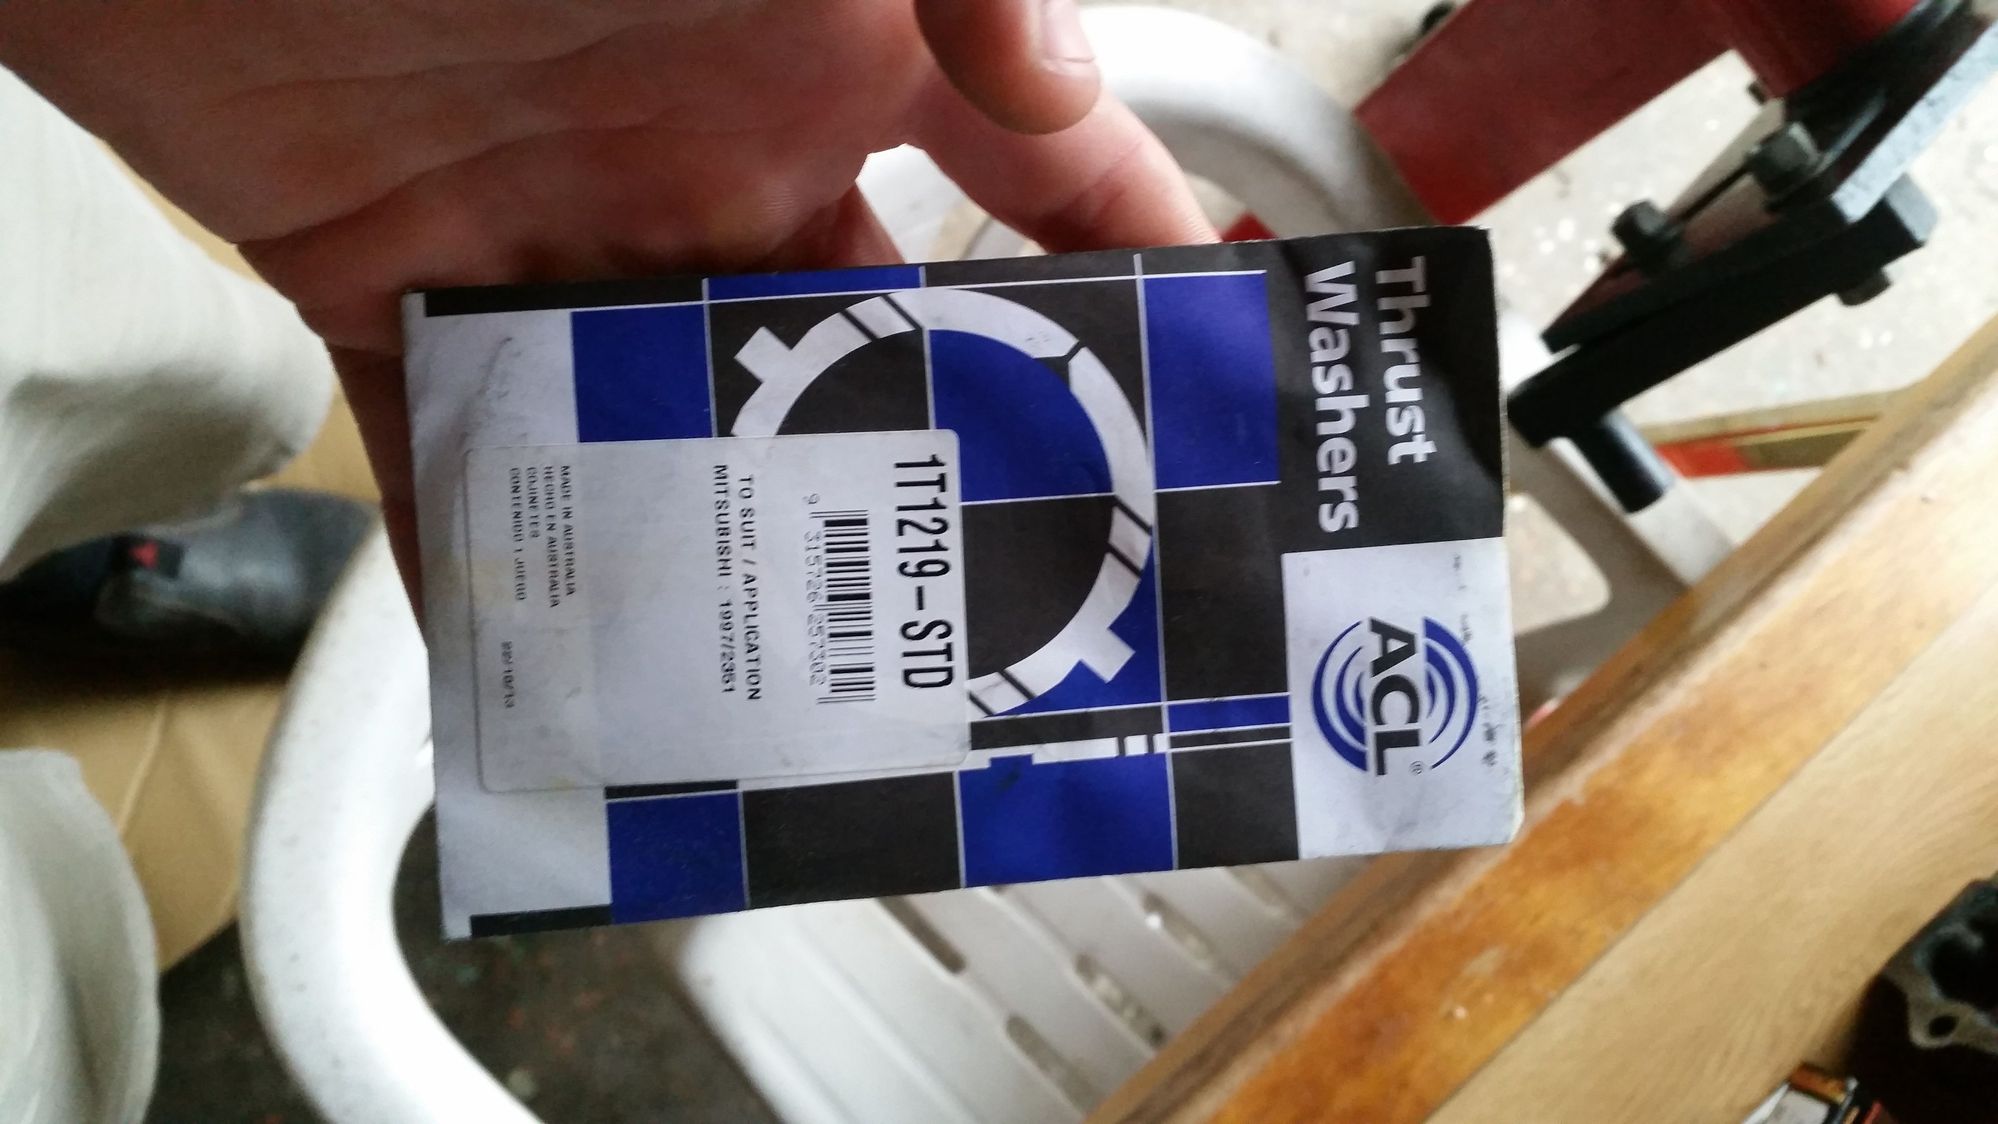 Thrust
Washers
ACL®
1T1219-STD
9 315726 257302
TO SUIT / APPLICATION
MITSUBISHI : 1997/2351
MADE IN AUSTRALIA
HECHO EN AUSTRALIA
COJINETES
CONTENIDO 1 JUEGO